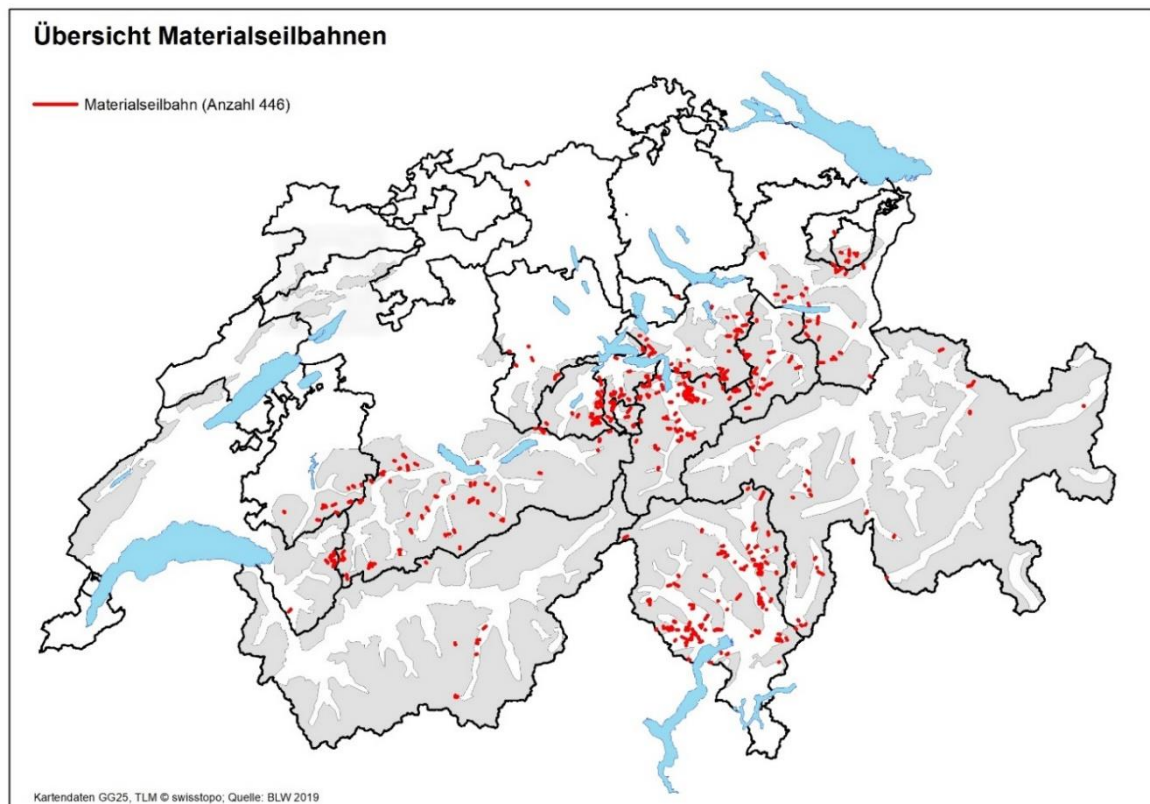 Übersicht Materialseilbahnen
Materialseilbahn (Anzahl 446)
Kartendaten GG25, TLM © swisstopo; Quelle: BLW 2019